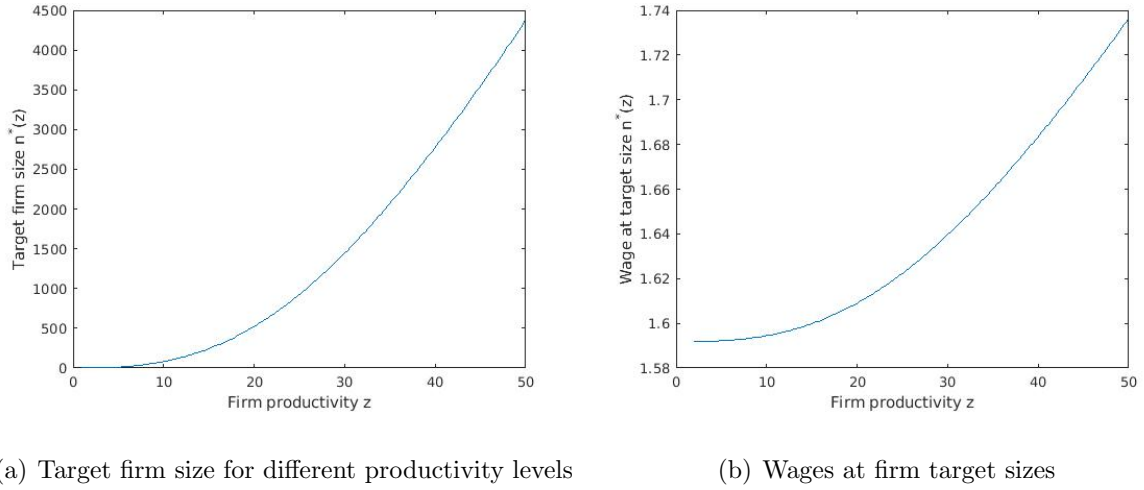 4500
4000
3500
3000
2500
2000
1500
1000
500
0
Target firm size n*(z)
0 10 20 30 40 50
Firm productivity z
1.74
1.72
1.7
1.68
1.66
1.64
1.62
1.6
1.58
Wage at target size n*(z)
0 10 20 30 40 50
Firm productivity z
a) Target firm size for different productivity levels
(b) Wages at firm target sizes